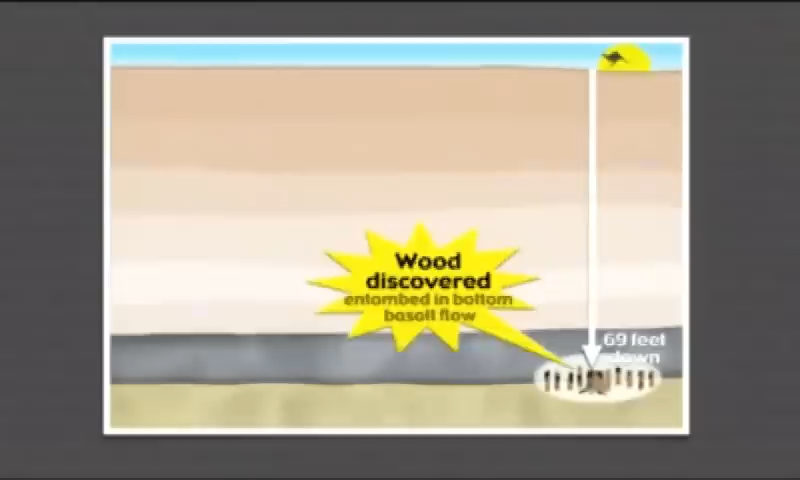 Wood
discovered
entombed in bottom
basalt flow
69 feet
down